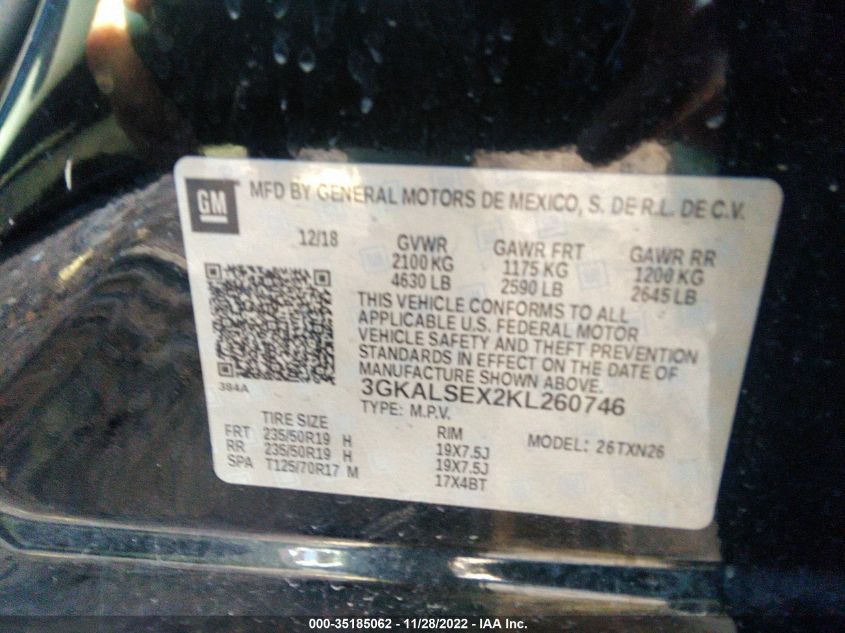 GM MFD BY GENERAL MOTORS DE MEXICO, S. DE R.L. DE C.V.
12/18 GVWR GAWR FRT GAWR RR
2100 KG 1175 KG 1200 KG
4630 LB 2590 LB 2645 LB
THIS VEHICLE CONFORMS TO ALL
APPLICABLE U.S. FEDERAL MOTOR
VEHICLE SAFETY AND THEFT PREVENTION
STANDARDS IN EFFECT ON THE DATE OF
MANUFACTURE SHOWN ABOVE.
394A
3GKALSEX2KL260746
TYPE: M.P.V.
TIRE SIZE RIM MODEL: 26TXN26
FRT 235/50R19 H 19X7.5J
RR 235/50R19 H 19X7.5J
SPA T125/70R17 M 17X4BT
000-35185062 - 11/28/2022 - IAA Inc.